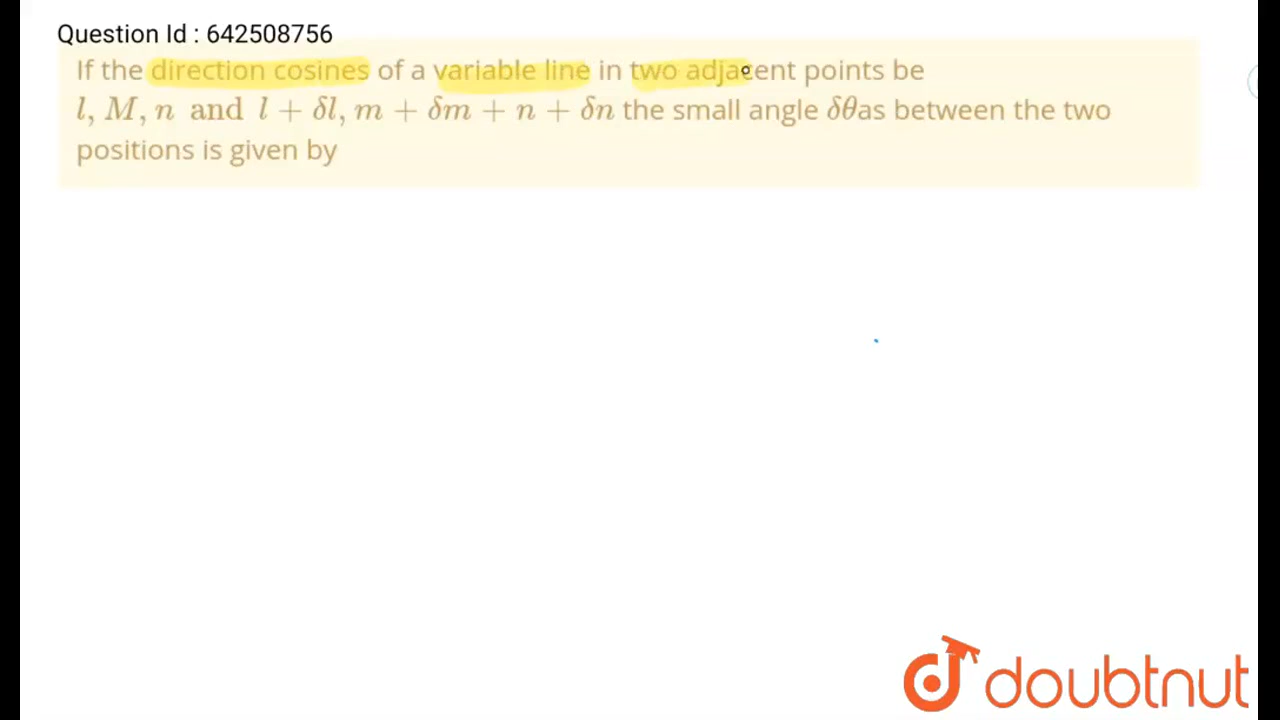 Question Id : 642508756
If the direction cosines of a variable line in two adjacent points be
l, M, n and l + δl, m + δm + n + δn the small angle δθas between the two
positions is given by
doubtnut